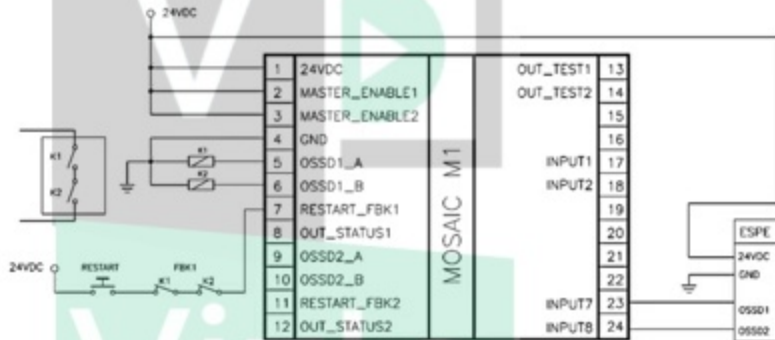 24VDC
1 24VDC OUT_TEST1 13
2 MASTER_ENABLE1 OUT_TEST2 14
3 MASTER_ENABLE2 15
4 GND 16
K1 5 OSSD1_A INPUT1 17
K2 6 OSSD1_B INPUT2 18
7 RESTART_FBK1 19
8 OUT_STATUS1 20
9 OSSD2_A 21
10 OSSD2_B 22
11 RESTART_FBK2 INPUT7 23
12 OUT_STATUS2 INPUT8 24
MOSAIC M1
K1
K2
24VDC RESTART FBK1
K1 K2
ESPE
24VDC
GND
OSSD1
OSSD2